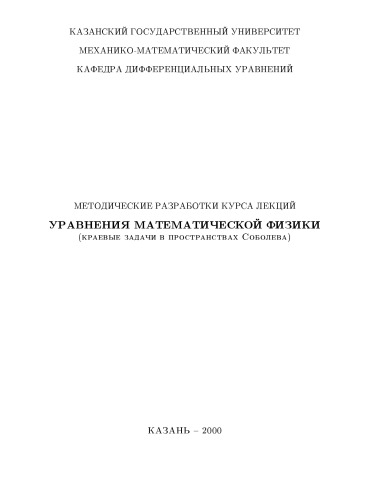 КАЗАНСКИЙ ГОСУДАРСТВЕННЫЙ УНИВЕРСИТЕТ
МЕХАНИКО-МАТЕМАТИЧЕСКИЙ ФАКУЛЬТЕТ
КАФЕДРА ДИФФЕРЕНЦИАЛЬНЫХ УРАВНЕНИЙ
МЕТОДИЧЕСКИЕ РАЗРАБОТКИ КУРСА ЛЕКЦИЙ
УРАВНЕНИЯ МАТЕМАТИЧЕСКОЙ ФИЗИКИ
(КРАЕВЫЕ ЗАДАЧИ В ПРОСТРАНСТВАХ СОБОЛЕВА)
КАЗАНЬ – 2000